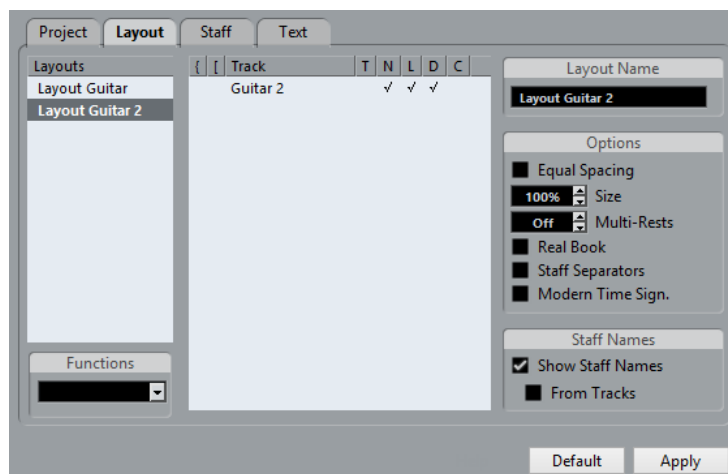 Project Layout Staff Text
Layouts
Layout Guitar
Layout Guitar 2
Functions
{ [ Track T N L D C
Guitar 2 √ √ √
Layout Name
Layout Guitar 2
Options
Equal Spacing
100% Size
Off Multi-Rests
Real Book
Staff Separators
Modern Time Sign.
Staff Names
Show Staff Names
From Tracks
Default Apply